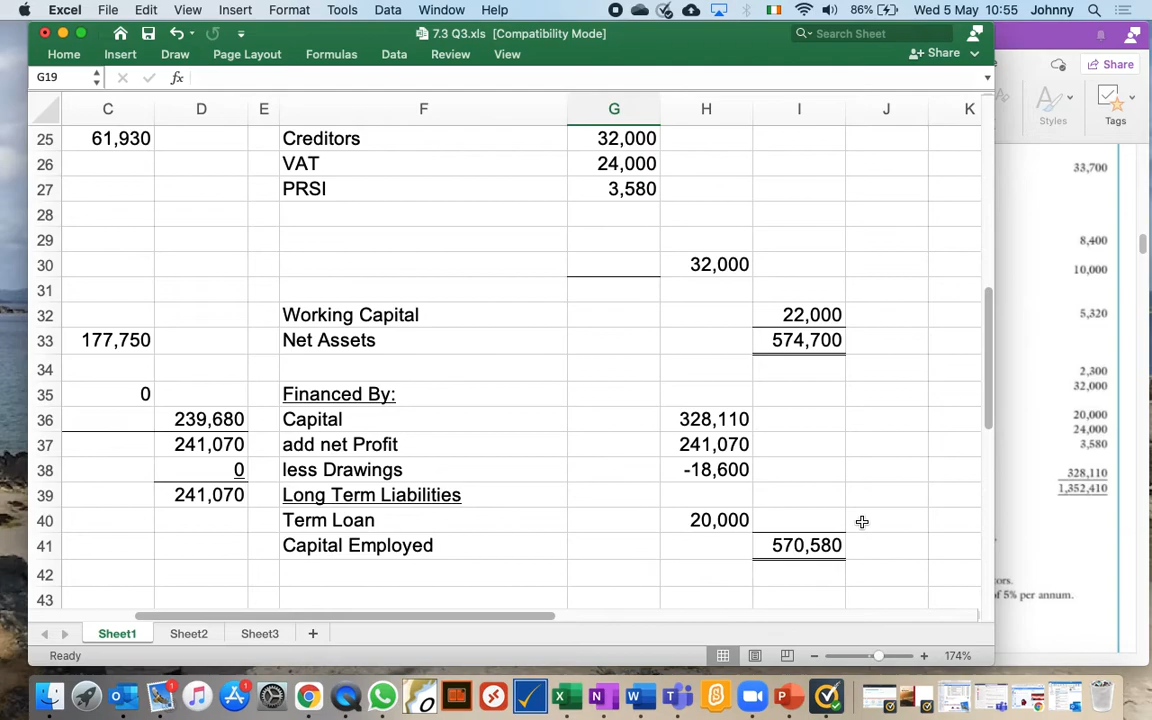 Excel File Edit View Insert Format Tools Data Window Help 86% Wed 5 May 10:55 Johnny
7.3 Q3.xls [Compatibility Mode] Search Sheet
Home Insert Draw Page Layout Formulas Data Review View Share
G19 fx
C D E F G H I J K
25 61,930 Creditors 32,000
26 VAT 24,000
27 PRSI 3,580
28
29
30 32,000
31
32 Working Capital 22,000
33 177,750 Net Assets 574,700
34
35 0 Financed By:
36 239,680 Capital 328,110
37 241,070 add net Profit 241,070
38 0 less Drawings -18,600
39 241,070 Long Term Liabilities
40 Term Loan 20,000
41 Capital Employed 570,580
42
43
Sheet1 Sheet2 Sheet3
Ready 174%
Share
Styles Tags
33,700
8,400
10,000
5,320
2,300
32,000
20,000
24,000
3,580
328,110
1,352,410
tors.
of 5% per annum.